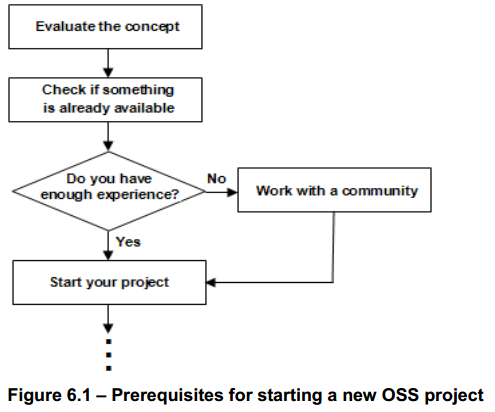 Evaluate the concept
Check if something
is already available
Do you have
enough experience?
No
Work with a community
Yes
Start your project
Figure 6.1 – Prerequisites for starting a new OSS project